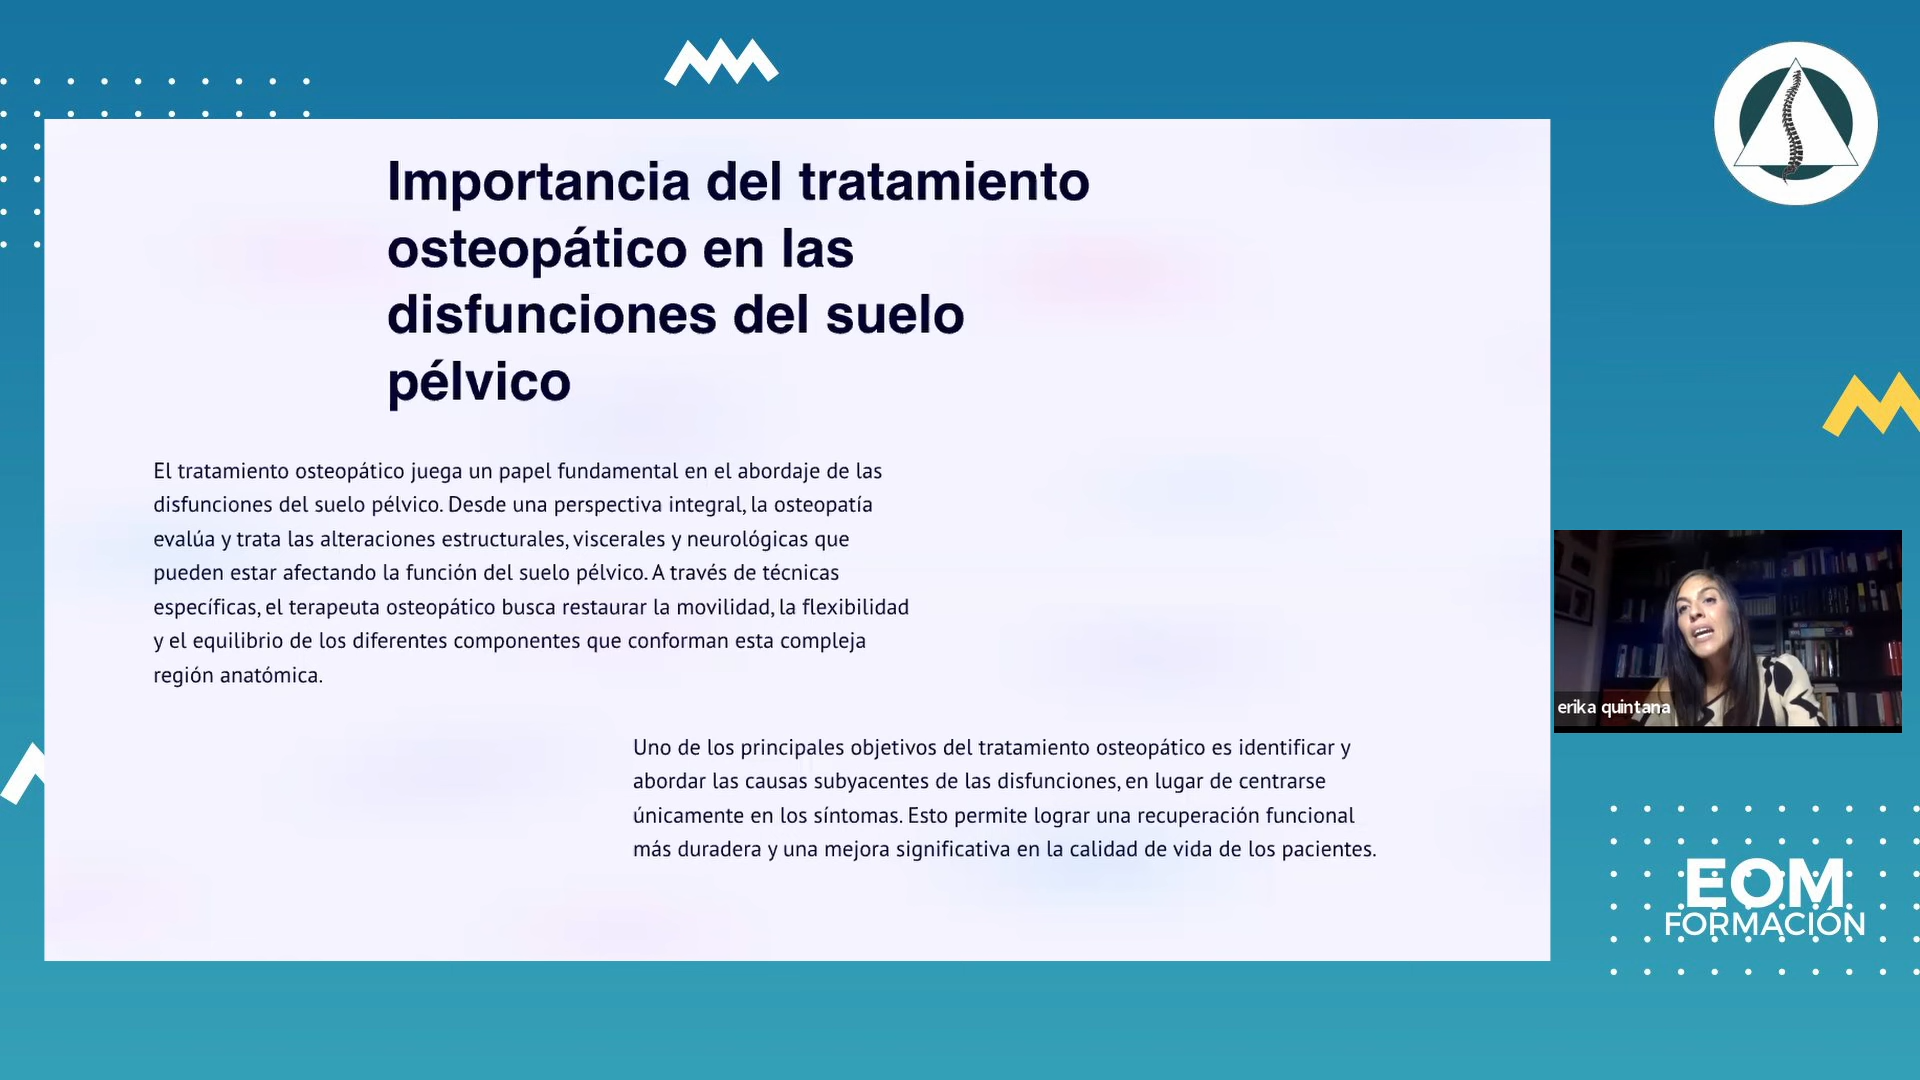 Importancia del tratamiento
osteopático en las
disfunciones del suelo
pélvico
El tratamiento osteopático juega un papel fundamental en el abordaje de las
disfunciones del suelo pélvico. Desde una perspectiva integral, la osteopatía
evalúa y trata las alteraciones estructurales, viscerales y neurológicas que
pueden estar afectando la función del suelo pélvico. A través de técnicas
específicas, el terapeuta osteopático busca restaurar la movilidad, la flexibilidad
y el equilibrio de los diferentes componentes que conforman esta compleja
región anatómica.
Uno de los principales objetivos del tratamiento osteopático es identificar y
abordar las causas subyacentes de las disfunciones, en lugar de centrarse
únicamente en los síntomas. Esto permite lograr una recuperación funcional
más duradera y una mejora significativa en la calidad de vida de los pacientes.
erika quintana
EOM
FORMACIÓN